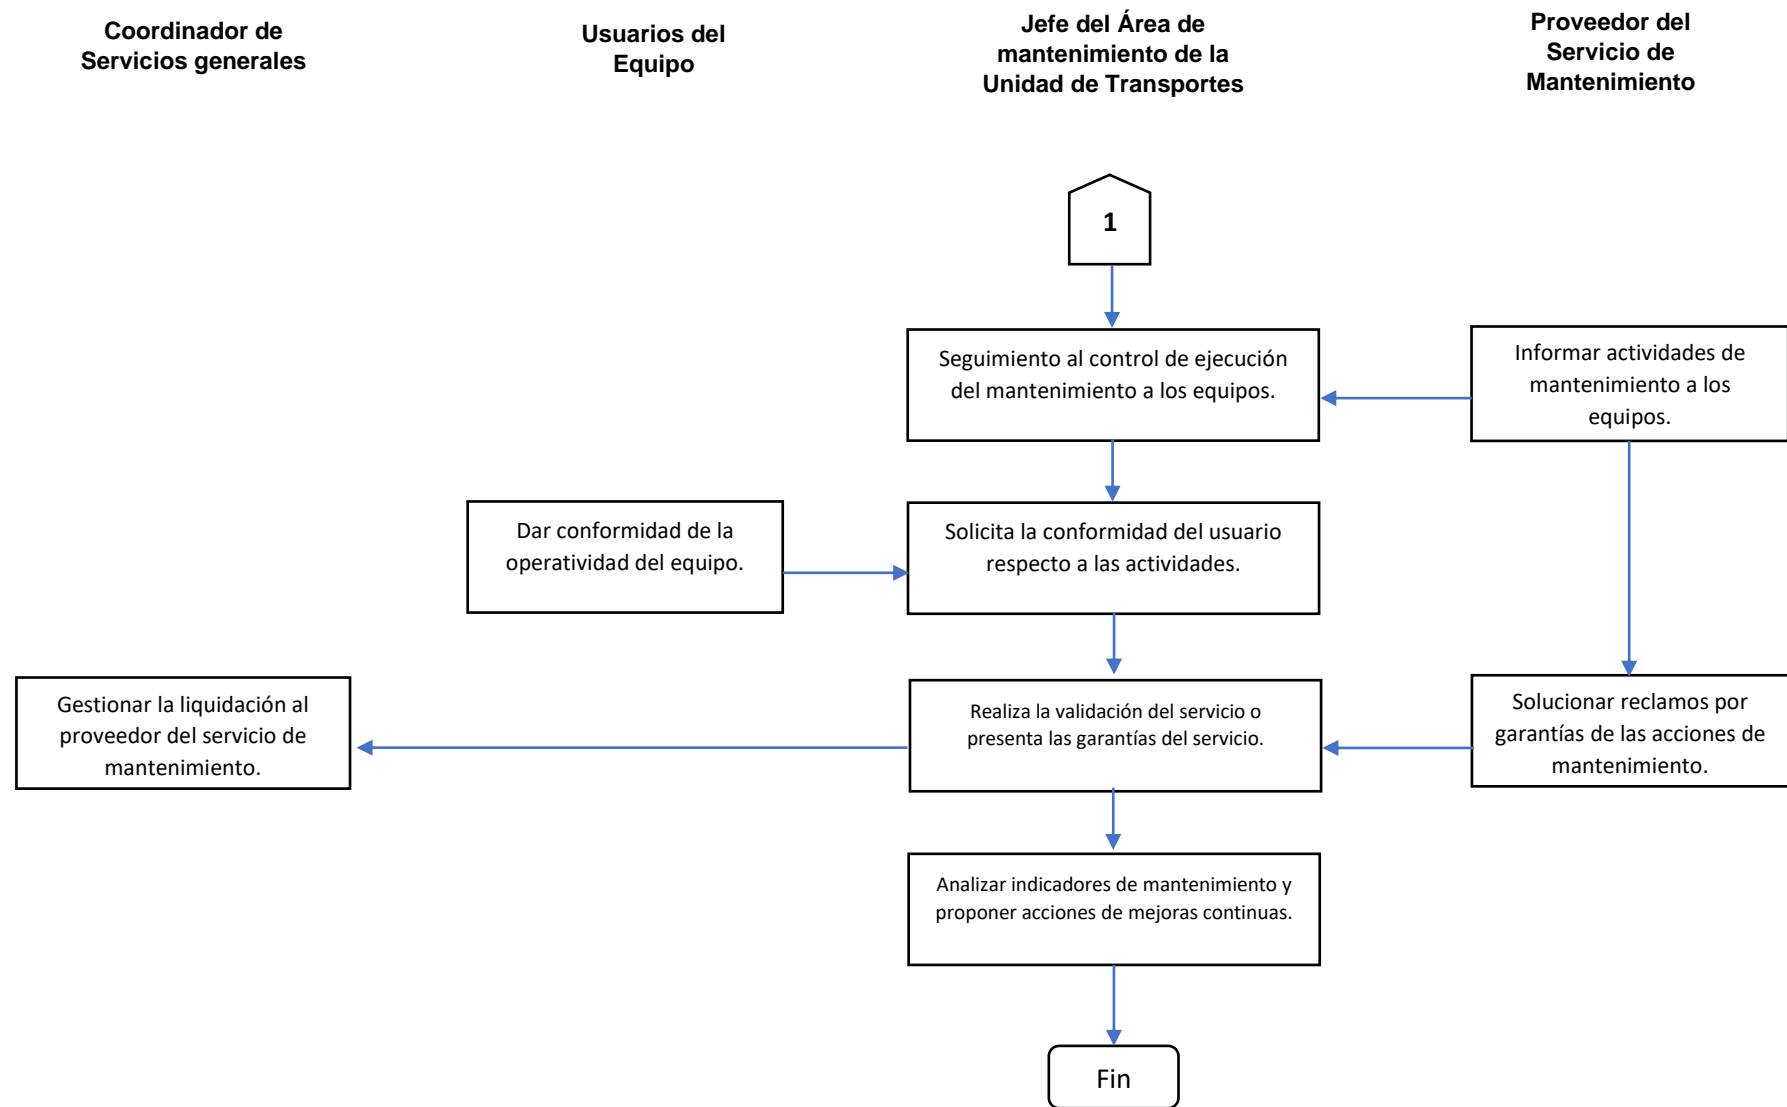 Coordinador de
Servicios generales
Usuarios del
Equipo
Jefe del Área de
mantenimiento de la
Unidad de Transportes
Proveedor del
Servicio de
Mantenimiento
1
Seguimiento al control de ejecución
del mantenimiento a los equipos.
Informar actividades de
mantenimiento a los
equipos.
Dar conformidad de la
operatividad del equipo.
Solicita la conformidad del usuario
respecto a las actividades.
Gestionar la liquidación al
proveedor del servicio de
mantenimiento.
Realiza la validación del servicio o
presenta las garantías del servicio.
Solucionar reclamos por
garantías de las acciones de
mantenimiento.
Analizar indicadores de mantenimiento y
proponer acciones de mejoras continuas.
Fin